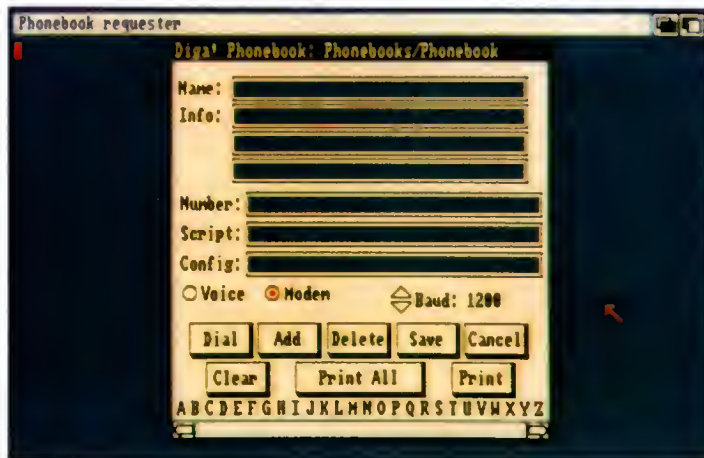 Phonebook requester
Diga! Phonebook: Phonebooks/Phonebook
Name:
Info:
Number:
Script:
Config:
Voice Modem Baud: 1200
Dial Add Delete Save Cancel
Clear Print All Print
ABCDEFGHIJKLMNOPQRSTUVWXYZ